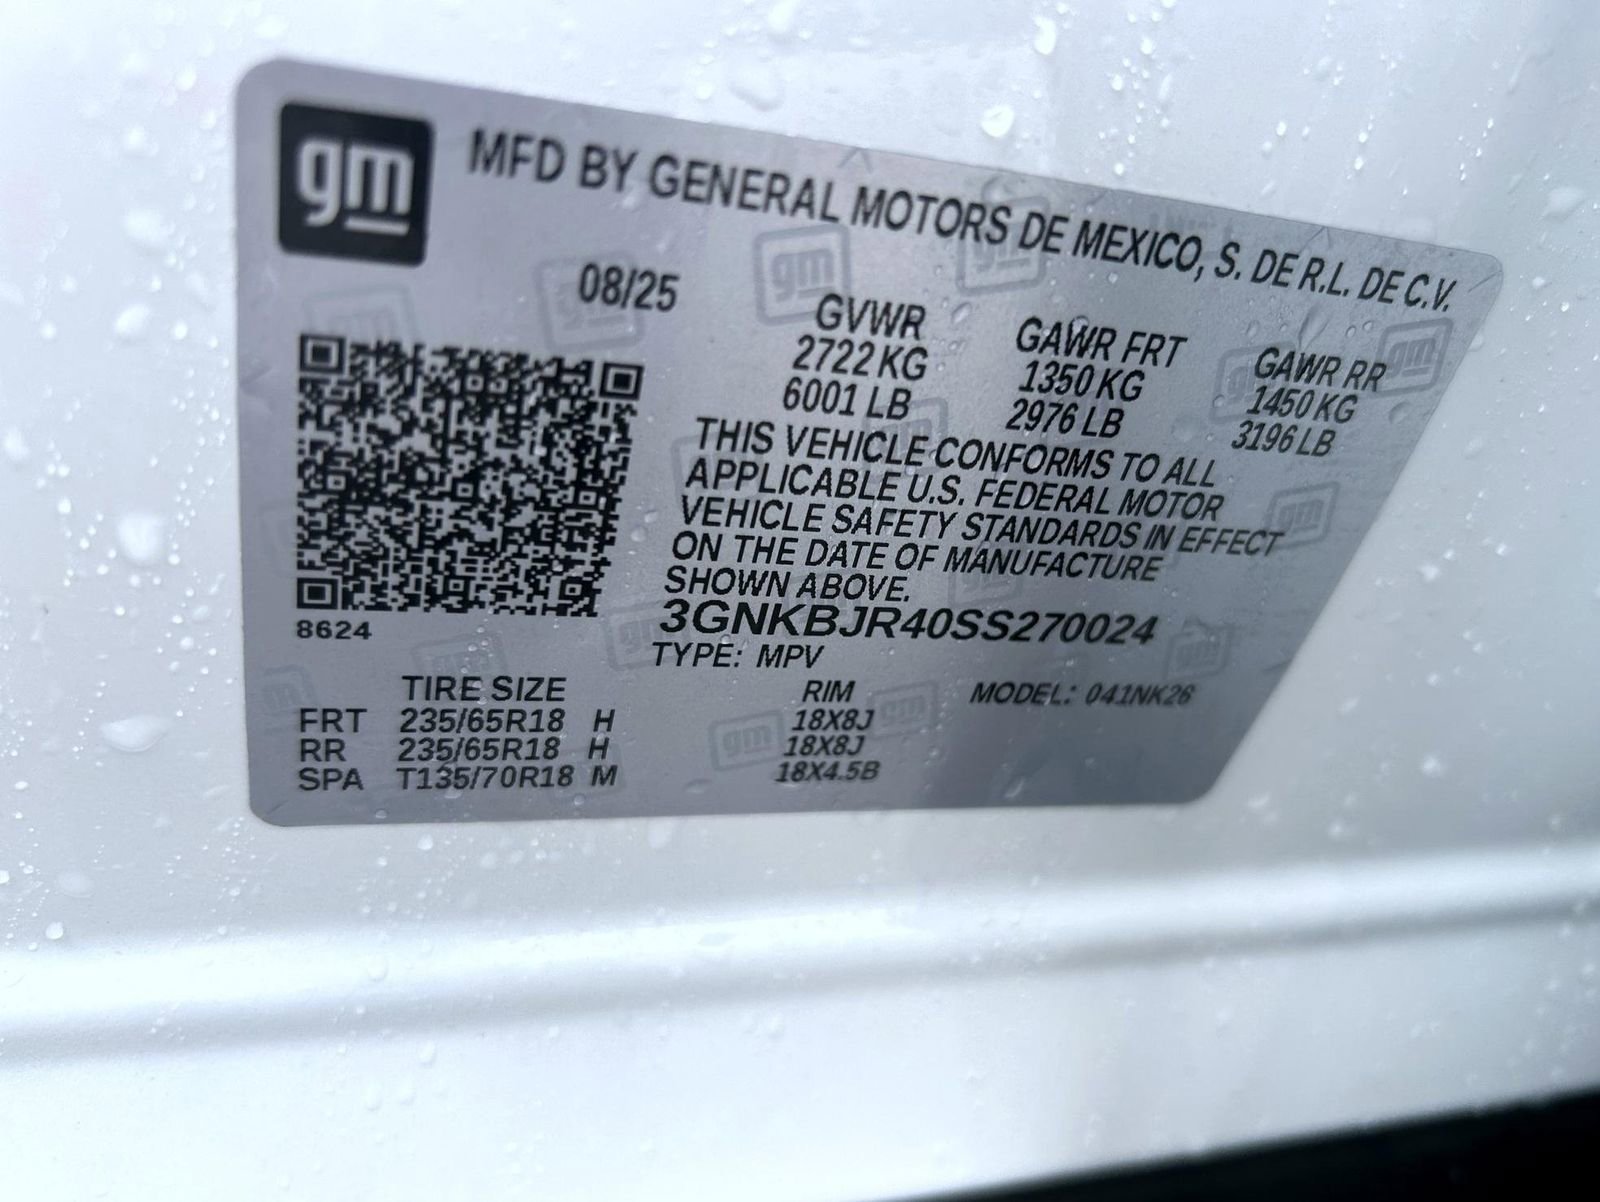 gm
MFD BY GENERAL MOTORS DE MEXICO, S. DE R.L. DE C.V.
08/25
GVWR GAWR FRT GAWR RR
2722 KG 1350 KG 1450 KG
6001 LB 2976 LB 3196 LB
THIS VEHICLE CONFORMS TO ALL
APPLICABLE U.S. FEDERAL MOTOR
VEHICLE SAFETY STANDARDS IN EFFECT
ON THE DATE OF MANUFACTURE
SHOWN ABOVE.
8624
3GNKBJR40SS270024
TYPE: MPV
TIRE SIZE RIM MODEL: 041NK26
FRT 235/65R18 H 18X8J
RR 235/65R18 H 18X8J
SPA T135/70R18 M 18X4.5B